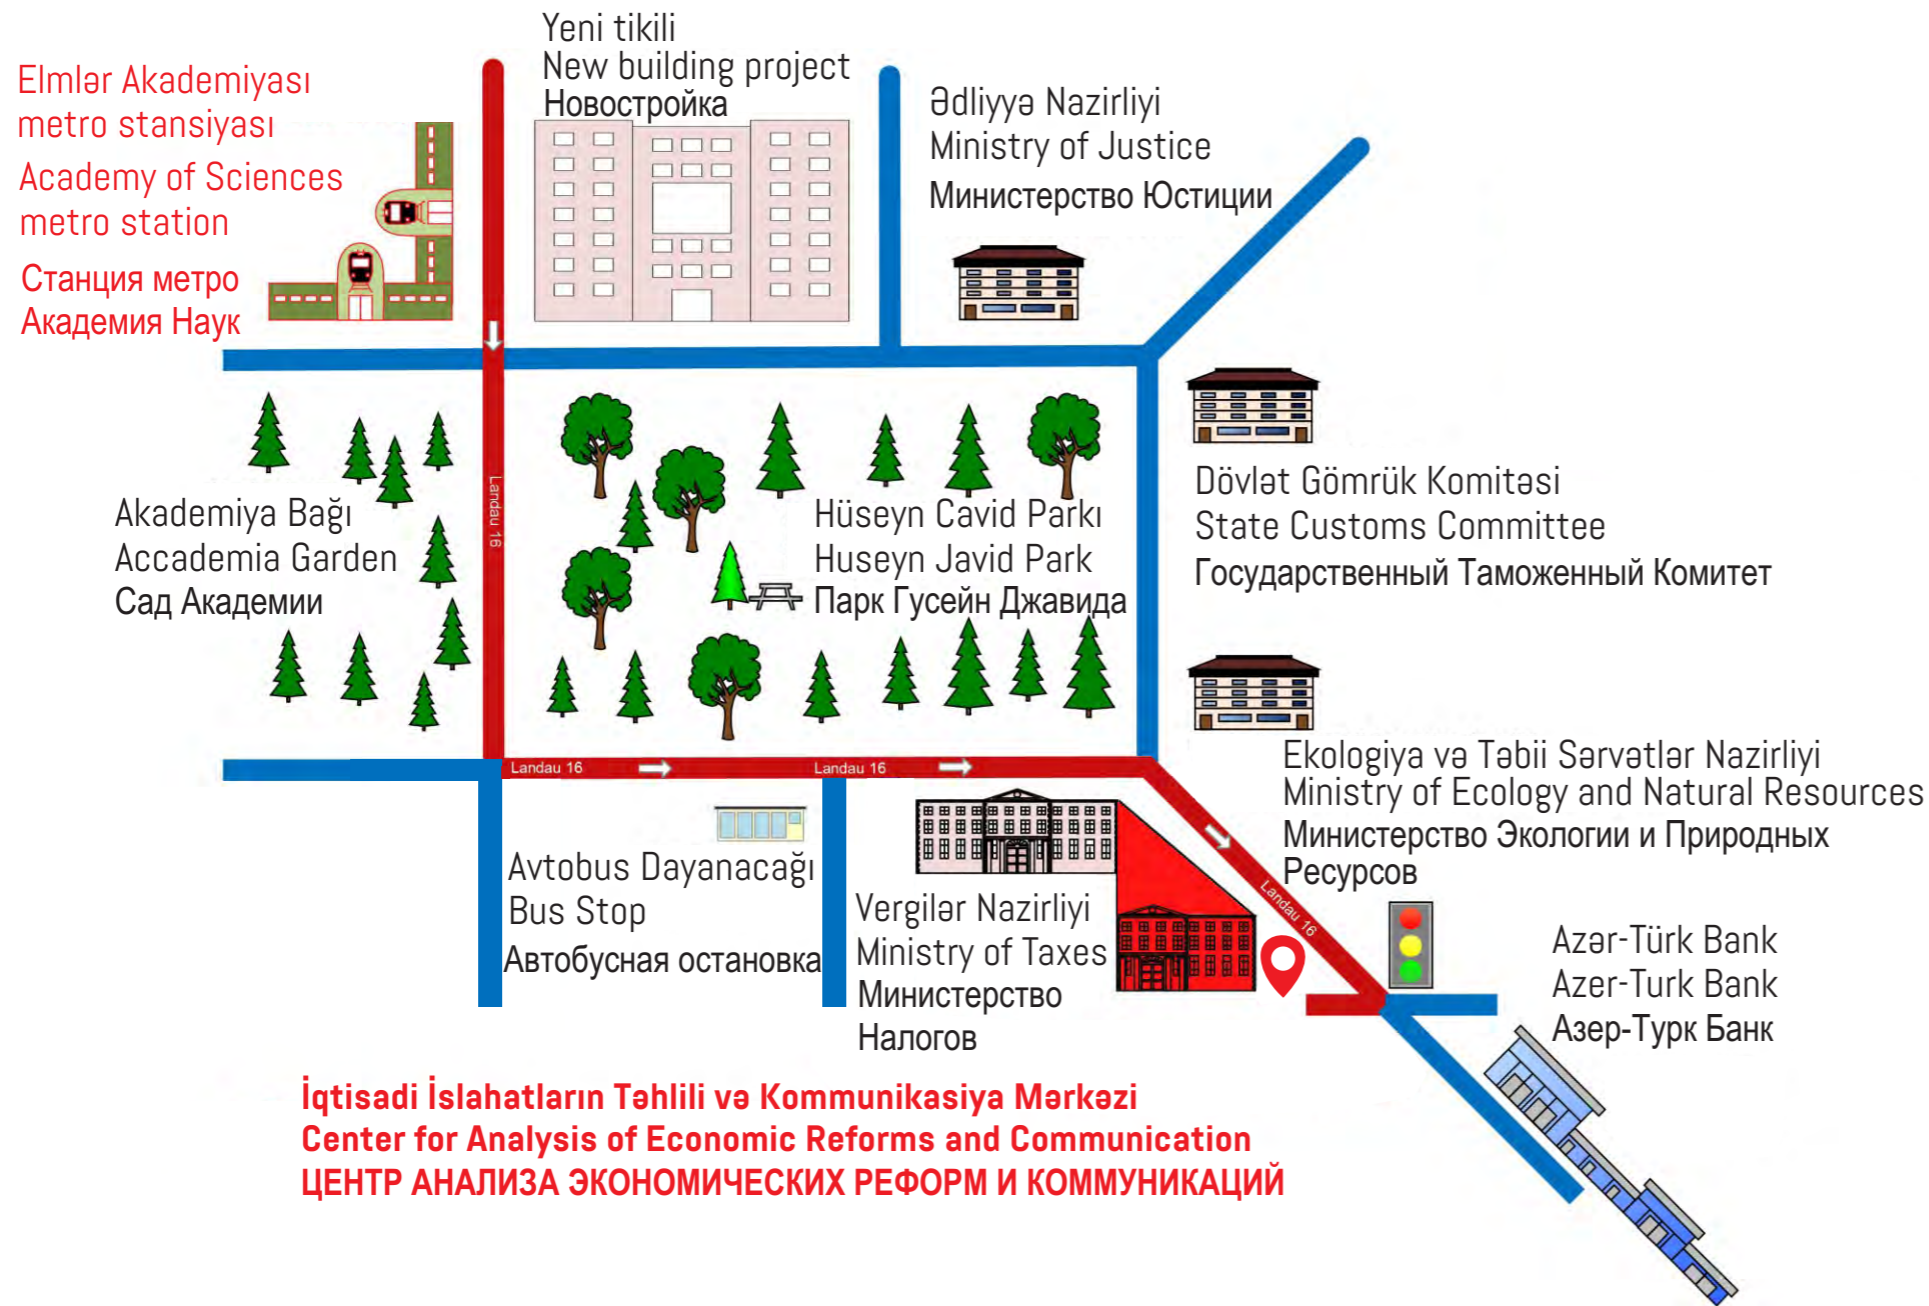 Yeni tikili
New building project
Новостройка
Elmlər Akademiyası
metro stansiyası
Academy of Sciences
metro station
Станция метро
Академия Наук
Ədliyyə Nazirliyi
Ministry of Justice
Министерство Юстиции
Landau 16
Akademiya Bağı
Accademia Garden
Сад Академии
Hüseyn Cavid Parkı
Huseyn Javid Park
Парк Гусейн Джавида
Dövlət Gömrük Komitəsi
State Customs Committee
Государственный Таможенный Комитет
Landau 16
Landau 16
Ekologiya və Təbii Sərvətlər Nazirliyi
Ministry of Ecology and Natural Resources
Министерство Экологии и Природных
Ресурсов
Avtobus Dayanacağı
Bus Stop
Автобусная остановка
Vergilər Nazirliyi
Ministry of Taxes
Министерство
Налогов
Landau 16
Azər-Türk Bank
Azer-Turk Bank
Азер-Турк Банк
İqtisadi İslahatların Təhlili və Kommunikasiya Mərkəzi
Center for Analysis of Economic Reforms and Communication
ЦЕНТР АНАЛИЗА ЭКОНОМИЧЕСКИХ РЕФОРМ И КОММУНИКАЦИЙ